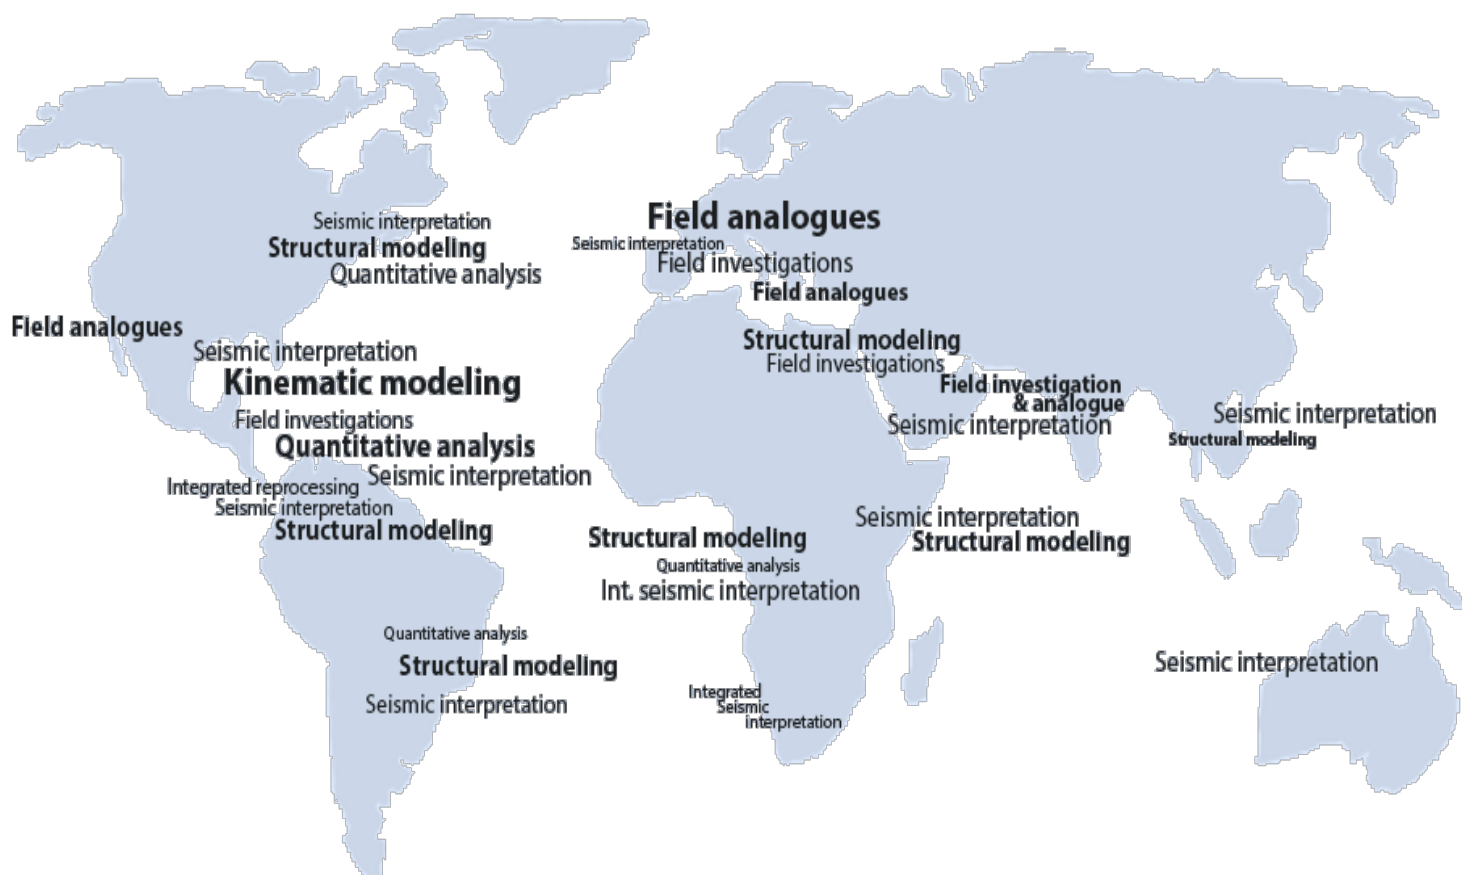 Seismic interpretation
Structural modeling
Quantitative analysis
Field analogues
Seismic interpretation
Kinematic modeling
Field investigations
Quantitative analysis
Seismic interpretation
Integrated reprocessing
Seismic interpretation
Structural modeling
Quantitative analysis
Structural modeling
Seismic interpretation
Field analogues
Seismic interpretation
Field investigations
Field analogues
Structural modeling
Field investigations
Field investigation
& analogue
Seismic interpretation
Seismic interpretation
Structural modeling
Structural modeling
Quantitative analysis
Int. seismic interpretation
Integrated
Seismic
interpretation
Seismic interpretation
Structural modeling
Seismic interpretation